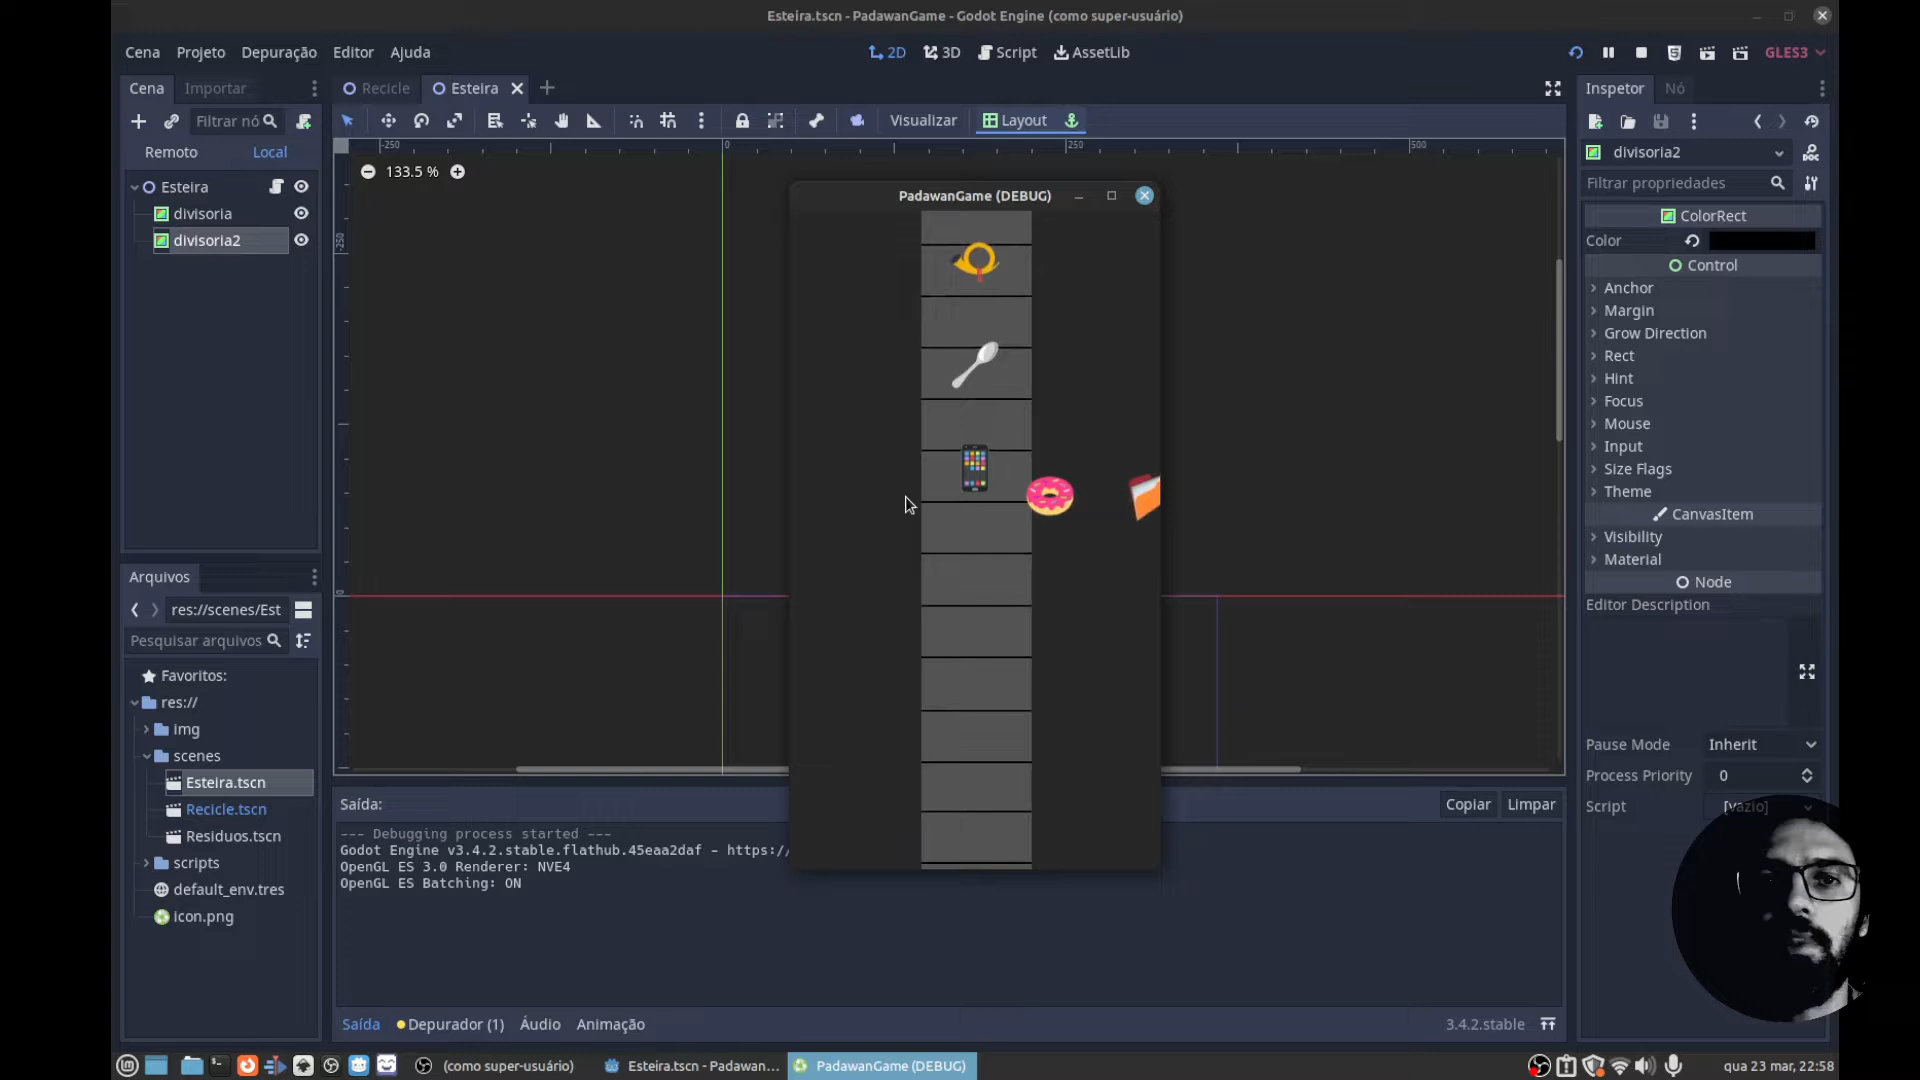 Esteira.tscn - PadawanGame - Godot Engine (como super-usuário)
Cena Projeto Depuração Editor Ajuda
2D 3D Script AssetLib
GLES3
Cena Importar
Recicle Esteira
Inspetor Nó
Filtrar nó
Visualizar Layout
Remoto Local
-250 0 250 500
133.5 %
divisoria2
Filtrar propriedades
Esteira
divisoria
divisoria2
PadawanGame (DEBUG)
ColorRect
Color
Control
Anchor
Margin
Grow Direction
Rect
Hint
Focus
Mouse
Input
Size Flags
Theme
CanvasItem
Visibility
Material
Node
Editor Description
-250
0
Arquivos
res://scenes/Est
Pesquisar arquivos
Favoritos:
res://
img
scenes
Esteira.tscn
Recicle.tscn
Residuos.tscn
scripts
default_env.tres
icon.png
Pause Mode Inherit
Process Priority 0
Script [vazio]
Saída:
Copiar Limpar
--- Debugging process started ---
Godot Engine v3.4.2.stable.flathub.45eaa2daf - https://
OpenGL ES 3.0 Renderer: NVE4
OpenGL ES Batching: ON
Saída Depurador (1) Áudio Animação
3.4.2.stable
(como super-usuário) Esteira.tscn - Padawan... PadawanGame (DEBUG)
qua 23 mar, 22:58